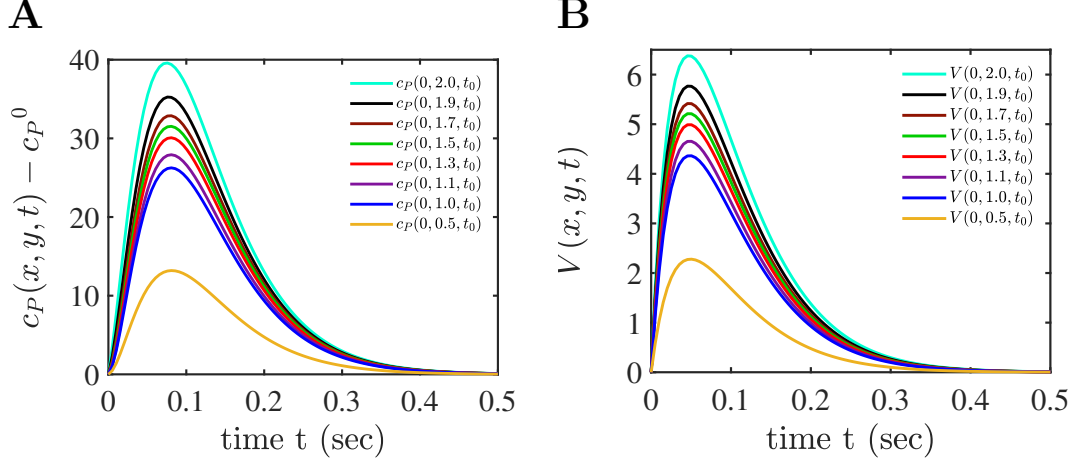 A
c_P(x, y, t) − c_P^0
40
30
20
10
0
0
0.1
0.2
0.3
0.4
0.5
time t (sec)
c_P(0, 2.0, t_0)
c_P(0, 1.9, t_0)
c_P(0, 1.7, t_0)
c_P(0, 1.5, t_0)
c_P(0, 1.3, t_0)
c_P(0, 1.1, t_0)
c_P(0, 1.0, t_0)
c_P(0, 0.5, t_0)
B
V(x, y, t)
6
5
4
3
2
1
0
0
0.1
0.2
0.3
0.4
0.5
time t (sec)
V(0, 2.0, t_0)
V(0, 1.9, t_0)
V(0, 1.7, t_0)
V(0, 1.5, t_0)
V(0, 1.3, t_0)
V(0, 1.1, t_0)
V(0, 1.0, t_0)
V(0, 0.5, t_0)